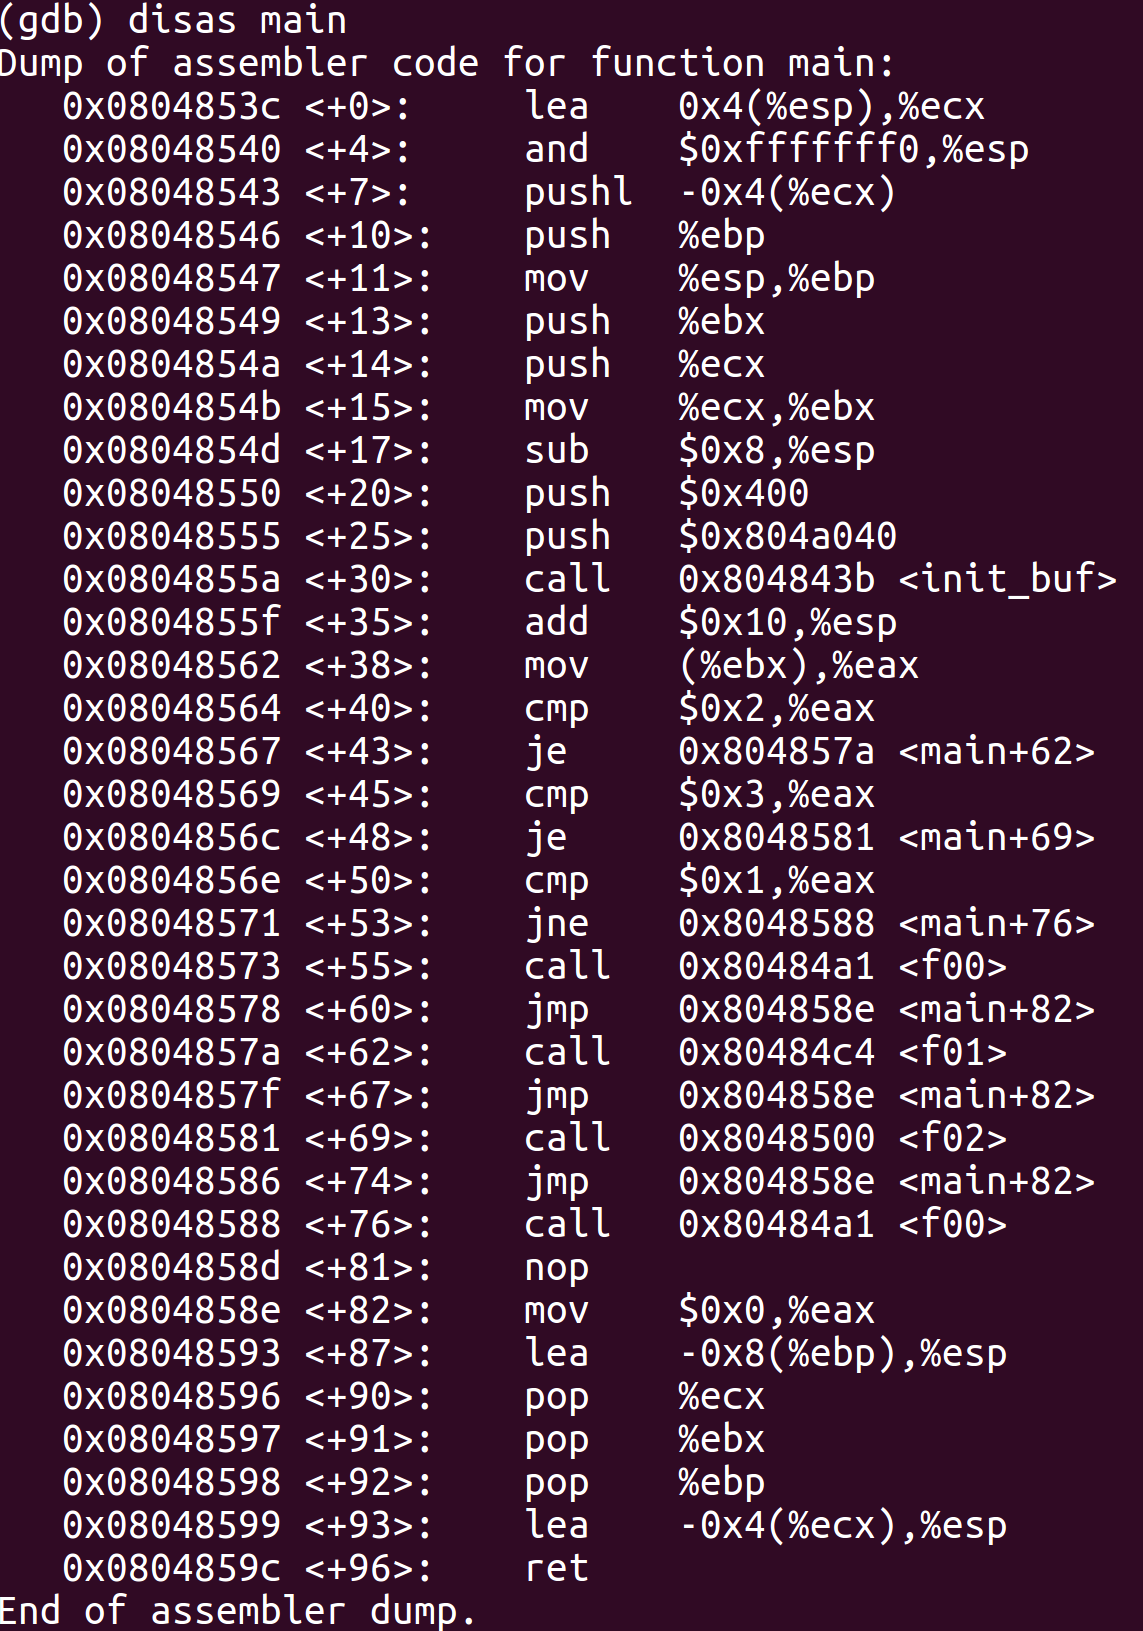 (gdb) disas main
Dump of assembler code for function main:
   0x0804853c <+0>:     lea    0x4(%esp),%ecx
   0x08048540 <+4>:     and    $0xfffffff0,%esp
   0x08048543 <+7>:     pushl  -0x4(%ecx)
   0x08048546 <+10>:    push   %ebp
   0x08048547 <+11>:    mov    %esp,%ebp
   0x08048549 <+13>:    push   %ebx
   0x0804854a <+14>:    push   %ecx
   0x0804854b <+15>:    mov    %ecx,%ebx
   0x0804854d <+17>:    sub    $0x8,%esp
   0x08048550 <+20>:    push   $0x400
   0x08048555 <+25>:    push   $0x804a040
   0x0804855a <+30>:    call   0x804843b <init_buf>
   0x0804855f <+35>:    add    $0x10,%esp
   0x08048562 <+38>:    mov    (%ebx),%eax
   0x08048564 <+40>:    cmp    $0x2,%eax
   0x08048567 <+43>:    je     0x804857a <main+62>
   0x08048569 <+45>:    cmp    $0x3,%eax
   0x0804856c <+48>:    je     0x8048581 <main+69>
   0x0804856e <+50>:    cmp    $0x1,%eax
   0x08048571 <+53>:    jne    0x8048588 <main+76>
   0x08048573 <+55>:    call   0x80484a1 <f00>
   0x08048578 <+60>:    jmp    0x804858e <main+82>
   0x0804857a <+62>:    call   0x80484c4 <f01>
   0x0804857f <+67>:    jmp    0x804858e <main+82>
   0x08048581 <+69>:    call   0x8048500 <f02>
   0x08048586 <+74>:    jmp    0x804858e <main+82>
   0x08048588 <+76>:    call   0x80484a1 <f00>
   0x0804858d <+81>:    nop
   0x0804858e <+82>:    mov    $0x0,%eax
   0x08048593 <+87>:    lea    -0x8(%ebp),%esp
   0x08048596 <+90>:    pop    %ecx
   0x08048597 <+91>:    pop    %ebx
   0x08048598 <+92>:    pop    %ebp
   0x08048599 <+93>:    lea    -0x4(%ecx),%esp
   0x0804859c <+96>:    ret
End of assembler dump.